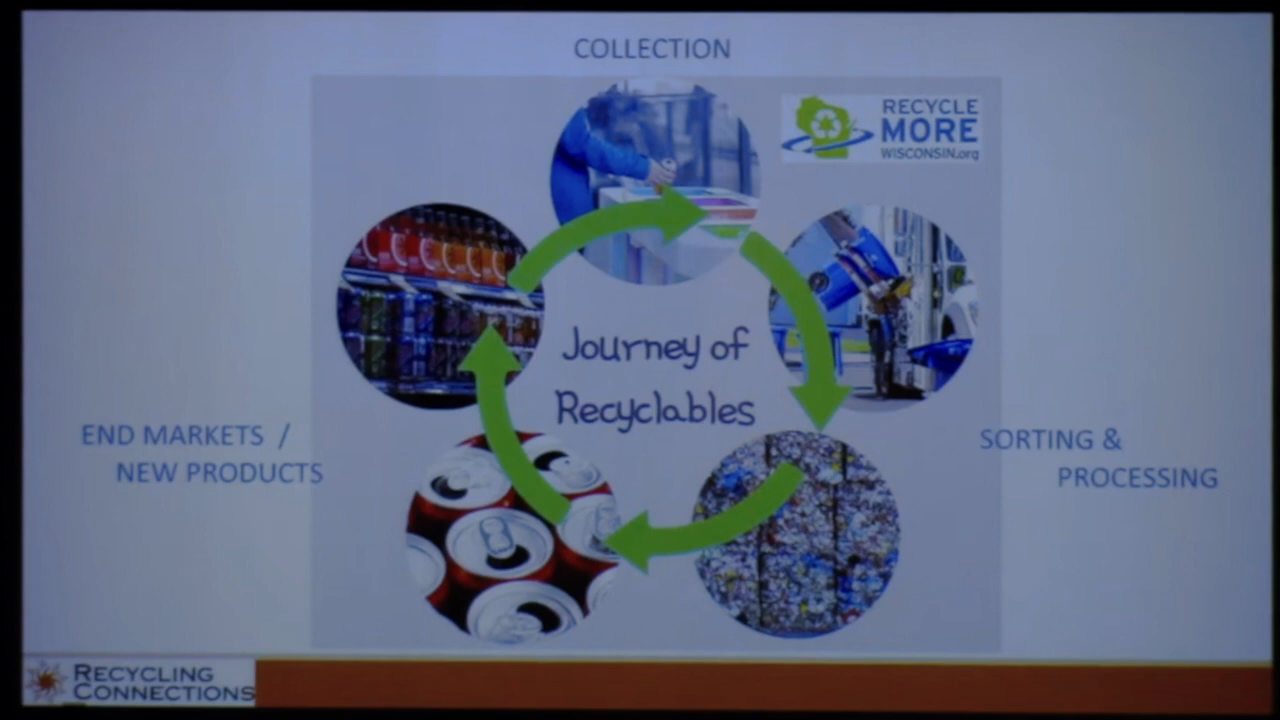 COLLECTION
RECYCLE
MORE
WISCONSIN.org
Journey of
Recyclables
END MARKETS /
NEW PRODUCTS
SORTING &
PROCESSING
RECYCLING
CONNECTIONS